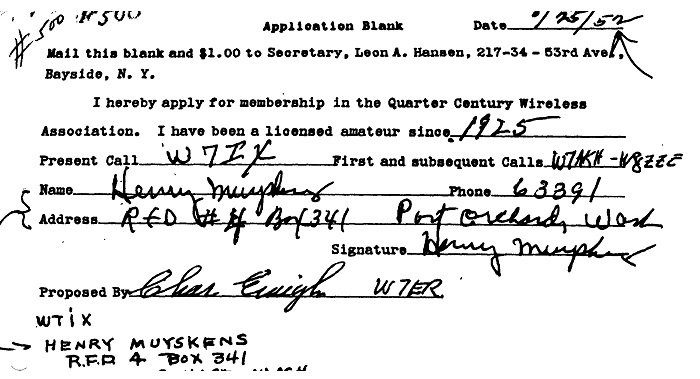 #500 #500
Application Blank Date 1/25/52
Mail this blank and $1.00 to Secretary, Leon A. Hansen, 217-34 - 53rd Ave.,
Bayside, N. Y.
I hereby apply for membership in the Quarter Century Wireless
Association. I have been a licensed amateur since 1925
Present Call W7IX First and subsequent Calls W7AKH - W8ZZE
Name Henry Muyskens Phone 63391
Address RFD #4 Box 341 Port Orchard, Wash
Signature Henry Muyskens
Proposed By Chas W7ER
W7iX
HENRY MUYSKENS
R.F.D 4 BOX 341